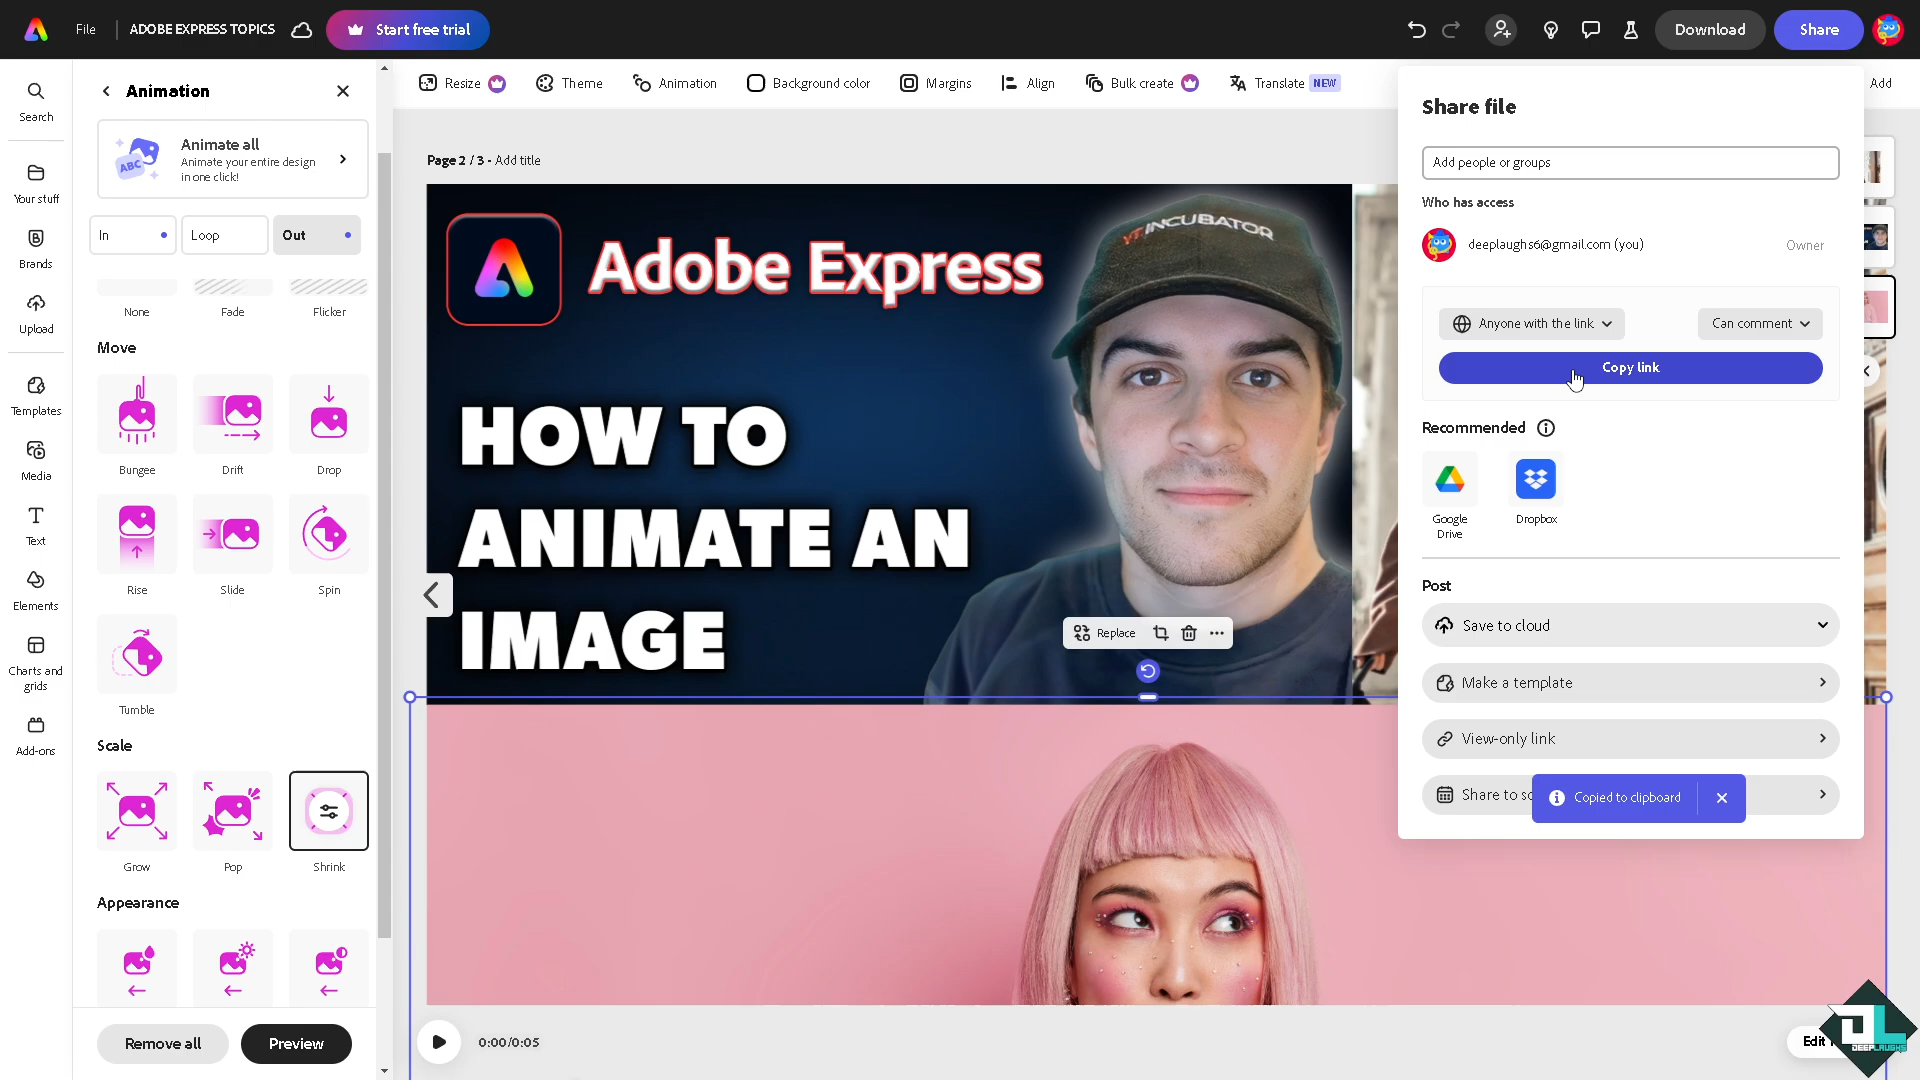 File
ADOBE EXPRESS TOPICS
Start free trial
Download
Share
Search
Your stuff
Brands
Upload
Templates
Media
Text
Elements
Charts and
grids
Add-ons
Animation
ABC
Animate all
Animate your entire design
in one click!
In
Loop
Out
None
Fade
Flicker
Move
Bungee
Drift
Drop
Rise
Slide
Spin
Tumble
Scale
Grow
Pop
Shrink
Appearance
Remove all
Preview
Resize
Theme
Animation
Background color
Margins
Align
Bulk create
Translate NEW
Add
Page 2 / 3 - Add title
Adobe Express
YT INCUBATOR
HOW TO
ANIMATE AN
IMAGE
Replace
0:00/0:05
Share file
Add people or groups
Who has access
deeplaughs6@gmail.com (you)
Owner
Anyone with the link
Can comment
Copy link
Recommended
Google
Drive
Dropbox
Post
Save to cloud
Make a template
View-only link
Share to so
Copied to clipboard
Edit
DEEPLAUGHS